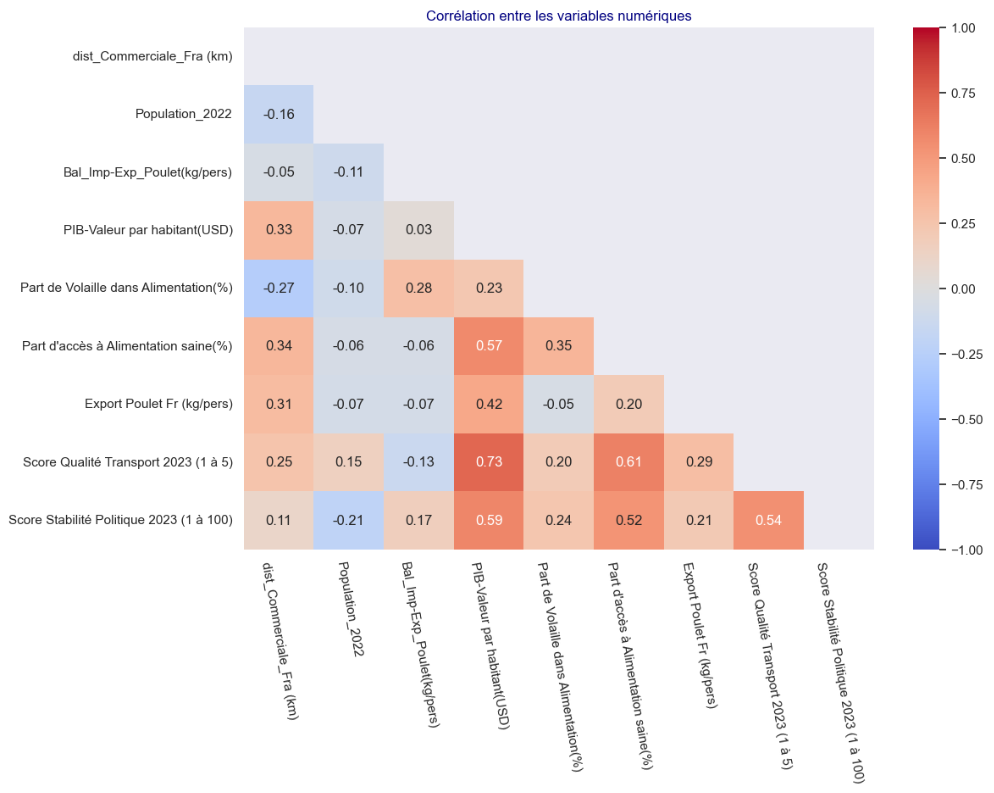 Corrélation entre les variables numériques
dist_Commerciale_Fra (km)
Population_2022
-0.16
Bal_Imp-Exp_Poulet(kg/pers)
-0.05 -0.11
PIB-Valeur par habitant(USD)
0.33 -0.07 0.03
Part de Volaille dans Alimentation(%)
-0.27 -0.10 0.28 0.23
Part d'accès à Alimentation saine(%)
0.34 -0.06 -0.06 0.57 0.35
Export Poulet Fr (kg/pers)
0.31 -0.07 -0.07 0.42 -0.05 0.20
Score Qualité Transport 2023 (1 à 5)
0.25 0.15 -0.13 0.73 0.20 0.61 0.29
Score Stabilité Politique 2023 (1 à 100)
0.11 -0.21 0.17 0.59 0.24 0.52 0.21 0.54
dist_Commerciale_Fra (km)
Population_2022
Bal_Imp-Exp_Poulet(kg/pers)
PIB-Valeur par habitant(USD)
Part de Volaille dans Alimentation(%)
Part d'accès à Alimentation saine(%)
Export Poulet Fr (kg/pers)
Score Qualité Transport 2023 (1 à 5)
Score Stabilité Politique 2023 (1 à 100)
1.00
0.75
0.50
0.25
0.00
−0.25
−0.50
−0.75
−1.00